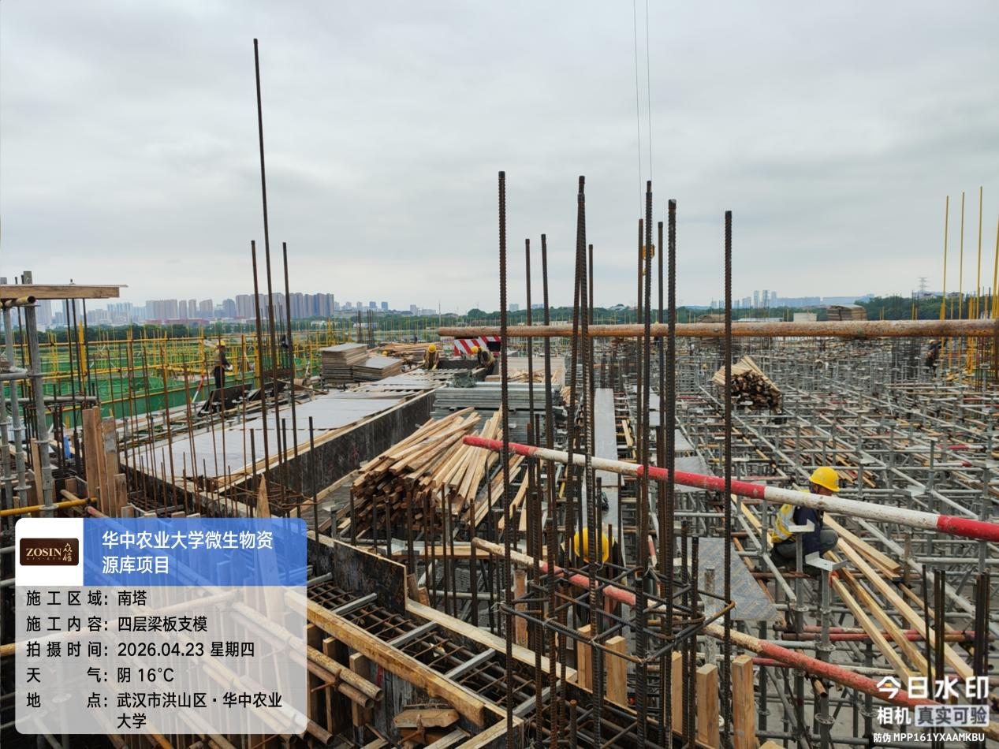 ZOSIN 众信
华中农业大学微生物资
源库项目
施工区域：南塔
施工内容：四层梁板支模
拍摄时间：2026.04.23 星期四
天气：阴 16℃
地点：武汉市洪山区·华中农业
大学
今日水印
相机 真实可验
防伪 MPP161YXAAMKBU